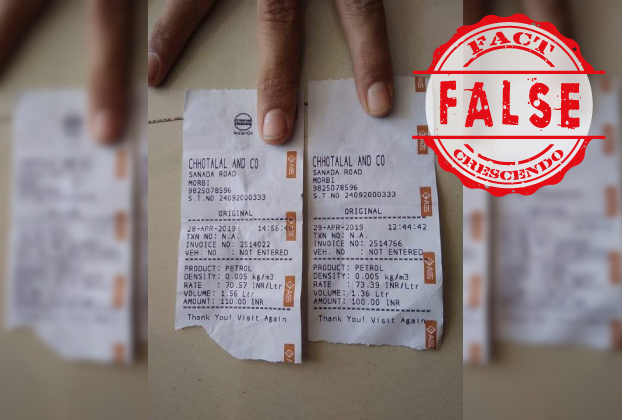 IndianOil
CHHOTALAL AND CO
SANADA ROAD
MORBI
9825078596
S.T.NO 24092000333
ORIGINAL
28-APR-2019 14:56:
TXN NO: N.A.
INVOICE NO: 2514022
VEH. NO : NOT ENTERED
PRODUCT: PETROL
DENSITY: 0.005 kg/m3
RATE : 70.57 INR/Ltr
VOLUME: 1.56 Ltr
AMOUNT: 110.00 INR
Thank You! Visit Again
CHHOTALAL AND CO
SANADA ROAD
MORBI
9825078596
S.T.NO 24092000333
ORIGINAL
29-APR-2019 12:44:42
TXN NO: N.A.
INVOICE NO: 2514766
VEH. NO : NOT ENTERED
PRODUCT: PETROL
DENSITY: 0.005 kg/m3
RATE : 73.39 INR/Ltr
VOLUME: 1.36 Ltr
AMOUNT: 100.00 INR
Thank You! Visit Again
FACT
FALSE
CRESCENDO